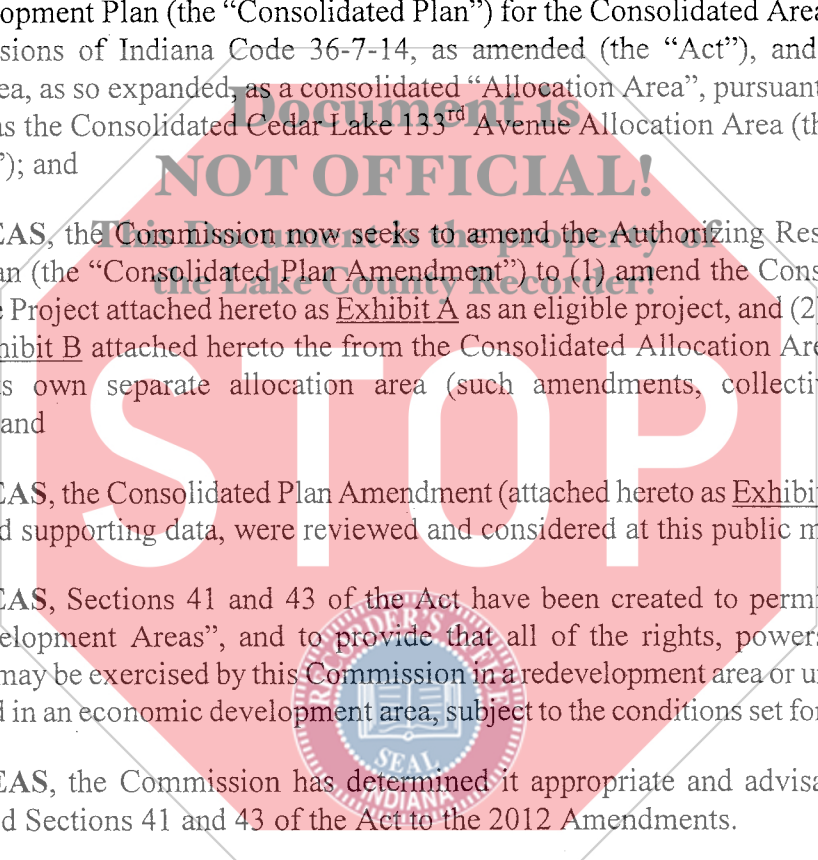 opment Plan (the “Consolidated Plan”) for the Consolidated Area
sions of Indiana Code 36-7-14, as amended (the “Act”), and
ea, as so expanded, as a consolidated “Allocation Area”, pursuant
Document is
as the Consolidated Cedar Lake 133rd Avenue Allocation Area (th
”); and
NOT OFFICIAL!
EAS, the Commission now seeks to amend the Authorizing Res
This Document is the property of
an (the “Consolidated Plan Amendment”) to (1) amend the Cons
the Lake County Recorder!
e Project attached hereto as Exhibit A as an eligible project, and (2)
hibit B attached hereto the from the Consolidated Allocation Are
s own separate allocation area (such amendments, collecti
and
STOP
EAS, the Consolidated Plan Amendment (attached hereto as Exhibi
d supporting data, were reviewed and considered at this public m
EAS, Sections 41 and 43 of the Act have been created to permi
elopment Areas”, and to provide that all of the rights, powers
may be exercised by this Commission in a redevelopment area or u
d in an economic development area, subject to the conditions set for
RECORDER'S OFFICE
SEAL
INDIANA
EAS, the Commission has determined it appropriate and advisa
d Sections 41 and 43 of the Act to the 2012 Amendments.